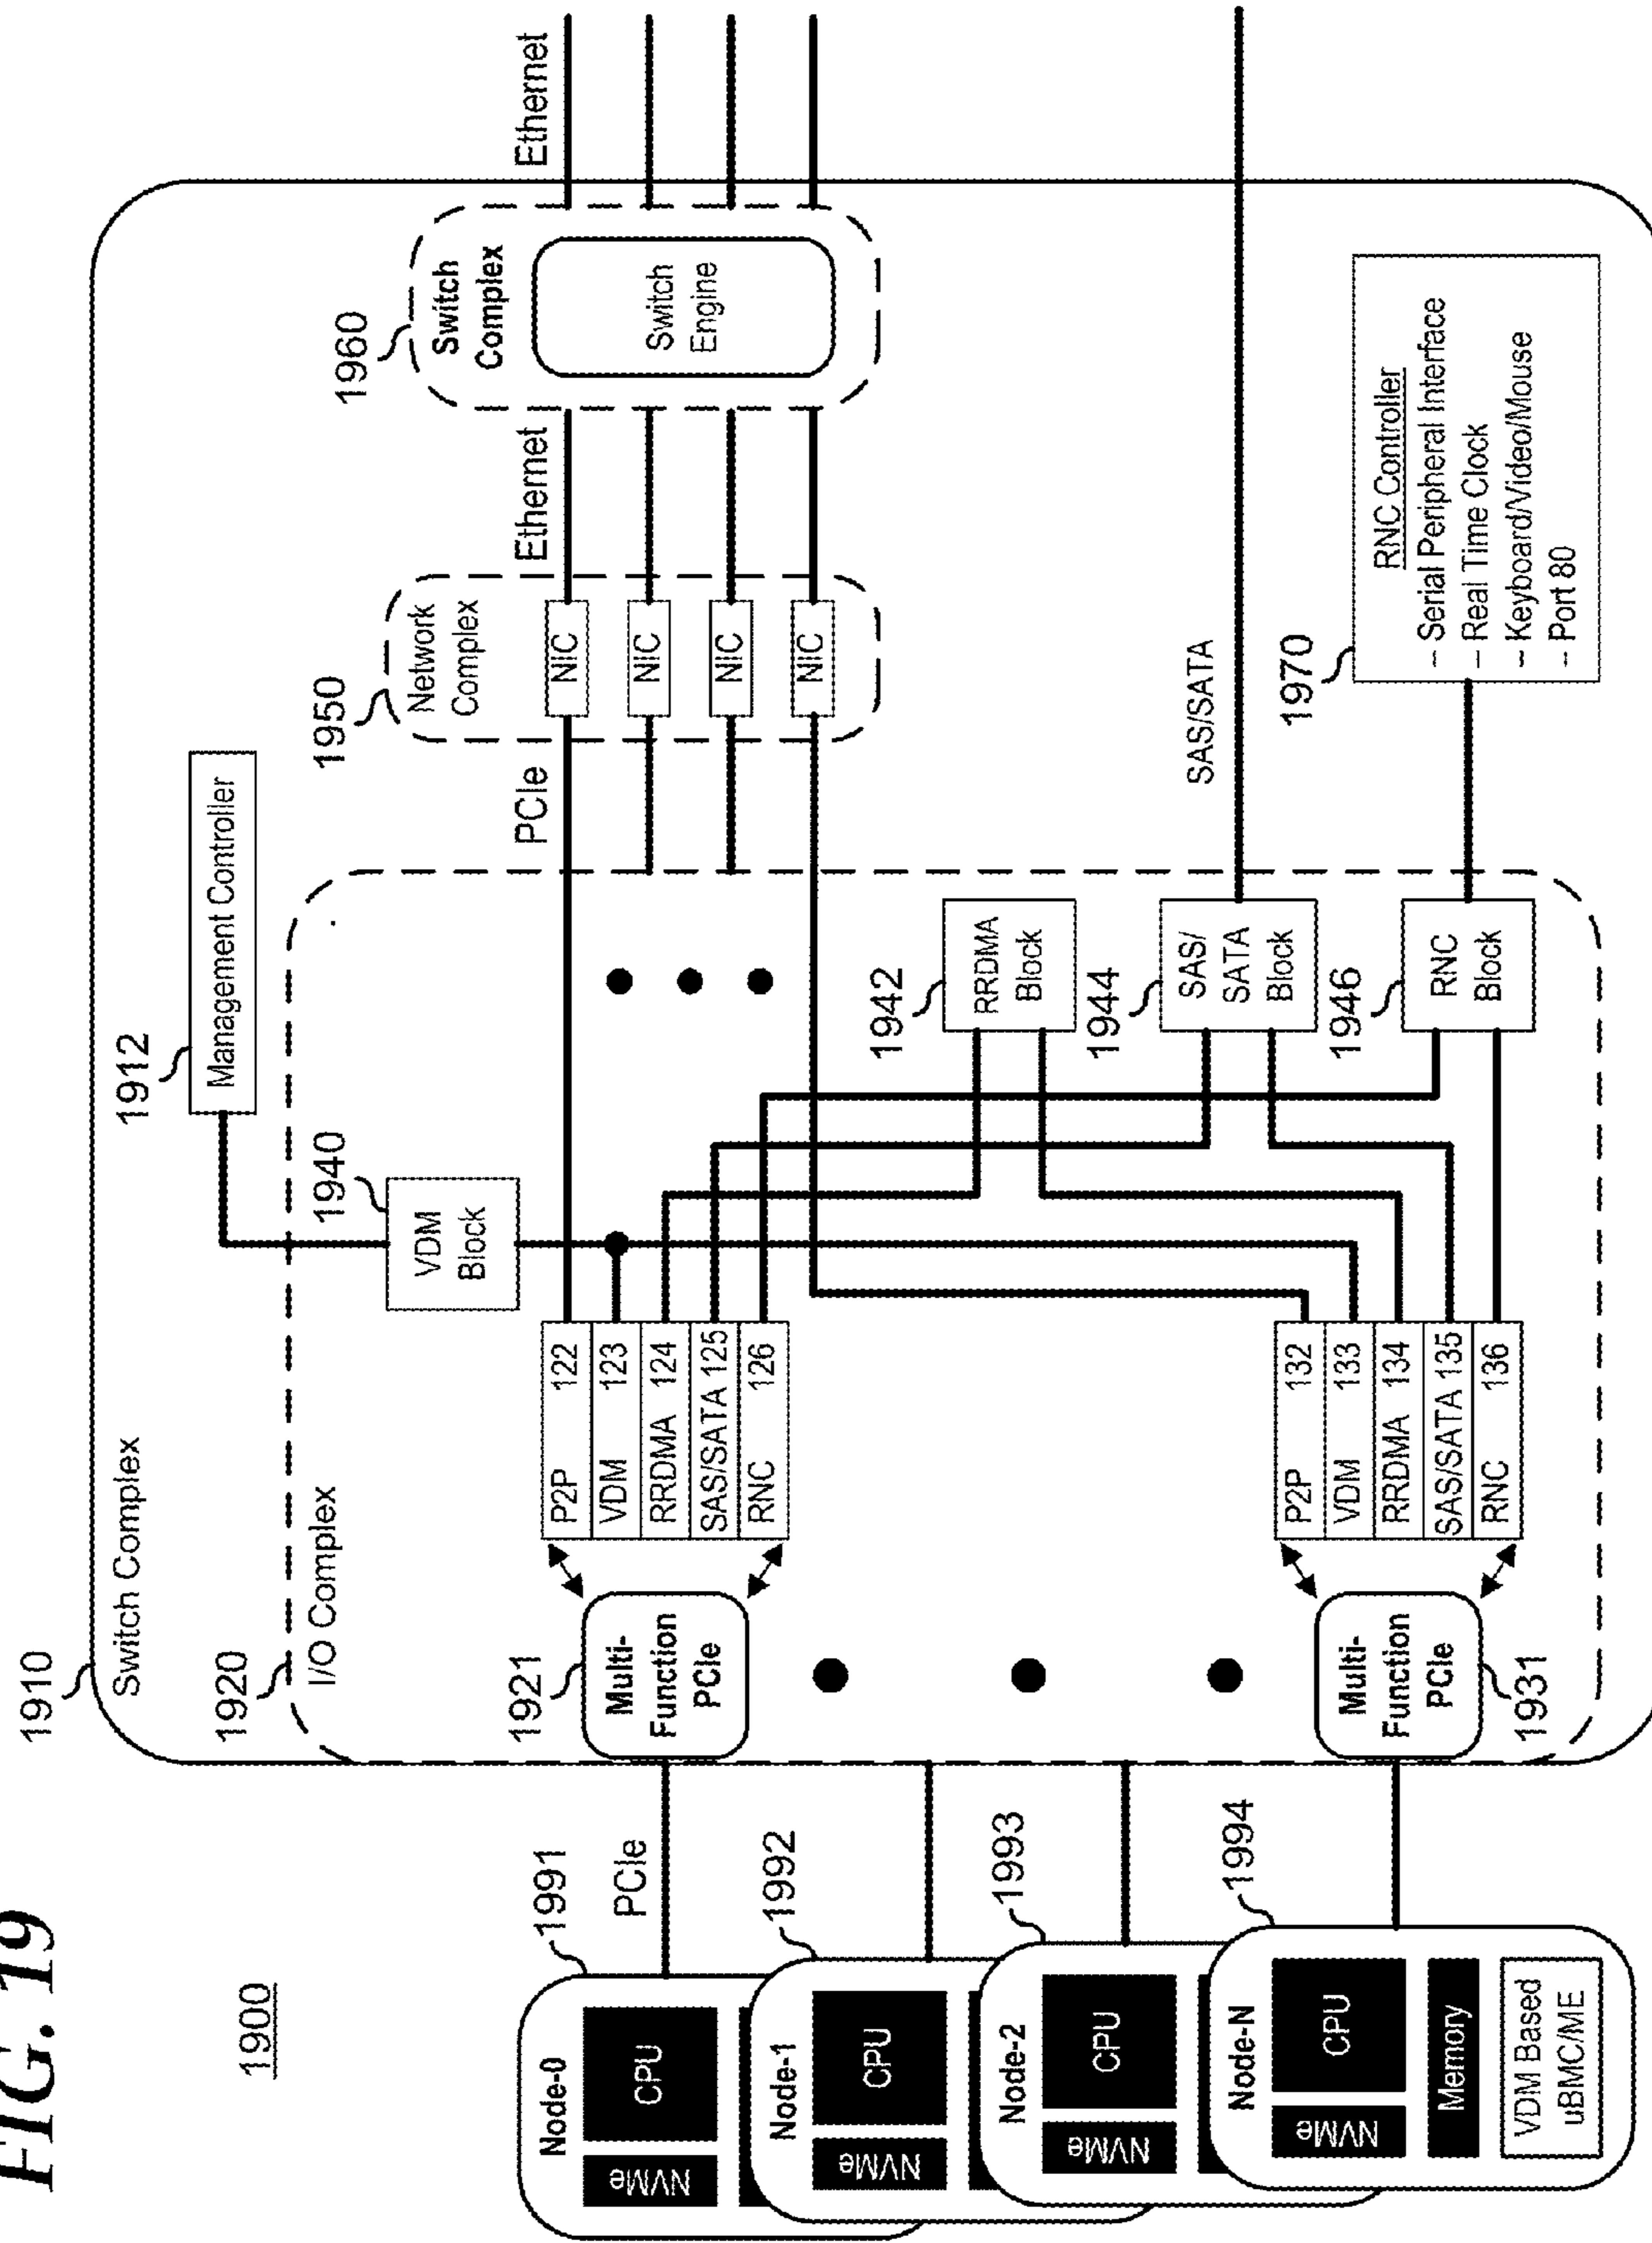 FIG. 19
1900
1910
Switch Complex
1912
Management Controller
1920
I/O Complex
1940
VDM
Block
1950
Network
Complex
1960
Switch
Complex
Switch
Engine
PCIe
Ethernet
Ethernet
NIC
NIC
NIC
NIC
1991
Node-0
NVMe
CPU
PCIe
1992
Node-1
NVMe
CPU
1993
Node-2
NVMe
CPU
1994
Node-N
NVMe
CPU
Memory
VDM Based
uBMC/ME
1921
Multi-
Function
PCIe
P2P 122
VDM 123
RRDMA 124
SAS/SATA 125
RNC 126
1931
Multi-
Function
PCIe
P2P 132
VDM 133
RRDMA 134
SAS/SATA 135
RNC 136
1942
RRDMA
Block
1944
SAS/
SATA
Block
SAS/SATA
1946
RNC
Block
1970
RNC Controller
-- Serial Peripheral Interface
-- Real Time Clock
-- Keyboard/Video/Mouse
-- Port 80